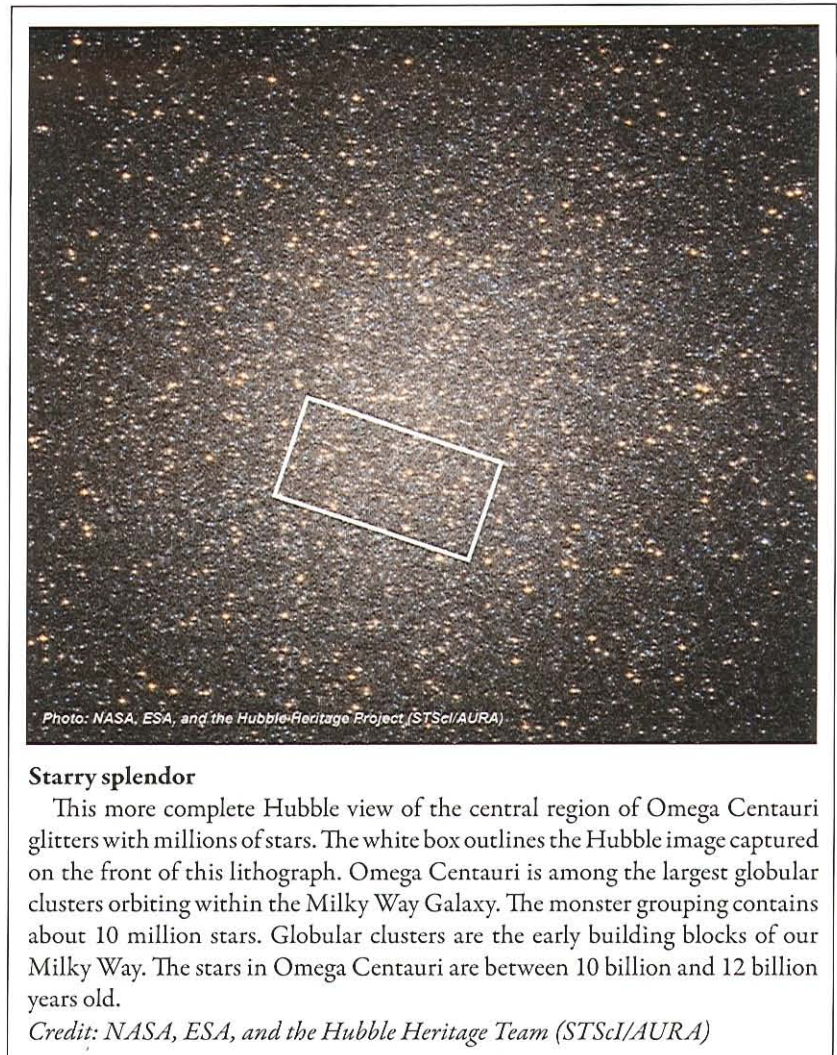 Photo: NASA, ESA, and the Hubble Heritage Project (STScI/AURA)
Starry splendor
This more complete Hubble view of the central region of Omega Centauri
glitters with millions of stars. The white box outlines the Hubble image captured
on the front of this lithograph. Omega Centauri is among the largest globular
clusters orbiting within the Milky Way Galaxy. The monster grouping contains
about 10 million stars. Globular clusters are the early building blocks of our
Milky Way. The stars in Omega Centauri are between 10 billion and 12 billion
years old.
Credit: NASA, ESA, and the Hubble Heritage Team (STScI/AURA)